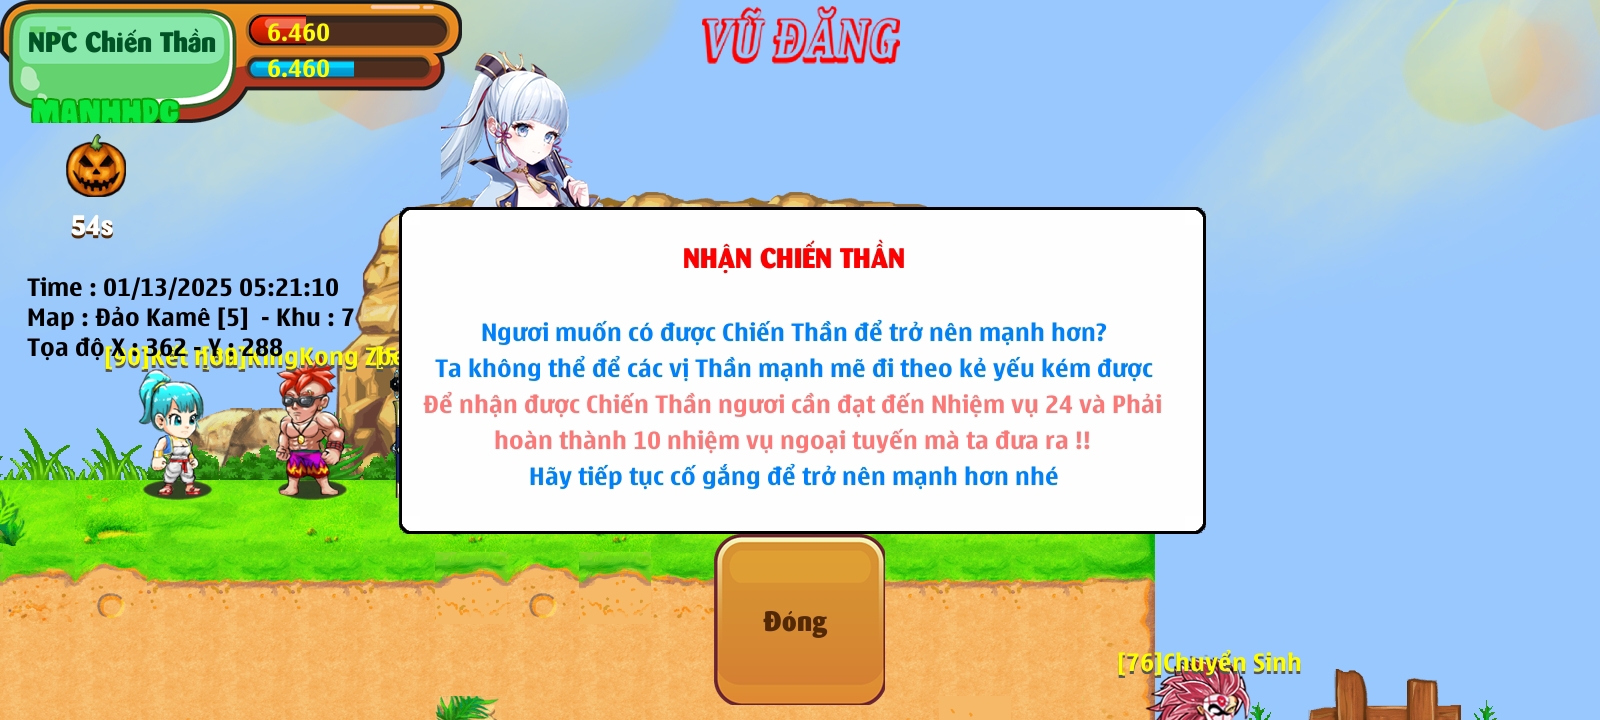 NPC Chiến Thần
6.460
6.460
MANHHDG
VŨ ĐĂNG
54s
Time : 01/13/2025 05:21:10
Map : Đảo Kamê [5] - Khu : 7
Tọa độ X : 362 - Y : 288
KingKong
NHẬN CHIẾN THẦN
Ngươi muốn có được Chiến Thần để trở nên mạnh hơn?
Ta không thể để các vị Thần mạnh mẽ đi theo kẻ yếu kém được
Để nhận được Chiến Thần ngươi cần đạt đến Nhiệm vụ 24 và Phải
hoàn thành 10 nhiệm vụ ngoại tuyến mà ta đưa ra !!
Hãy tiếp tục cố gắng để trở nên mạnh hơn nhé
Đóng
[76]Chuyển Sinh